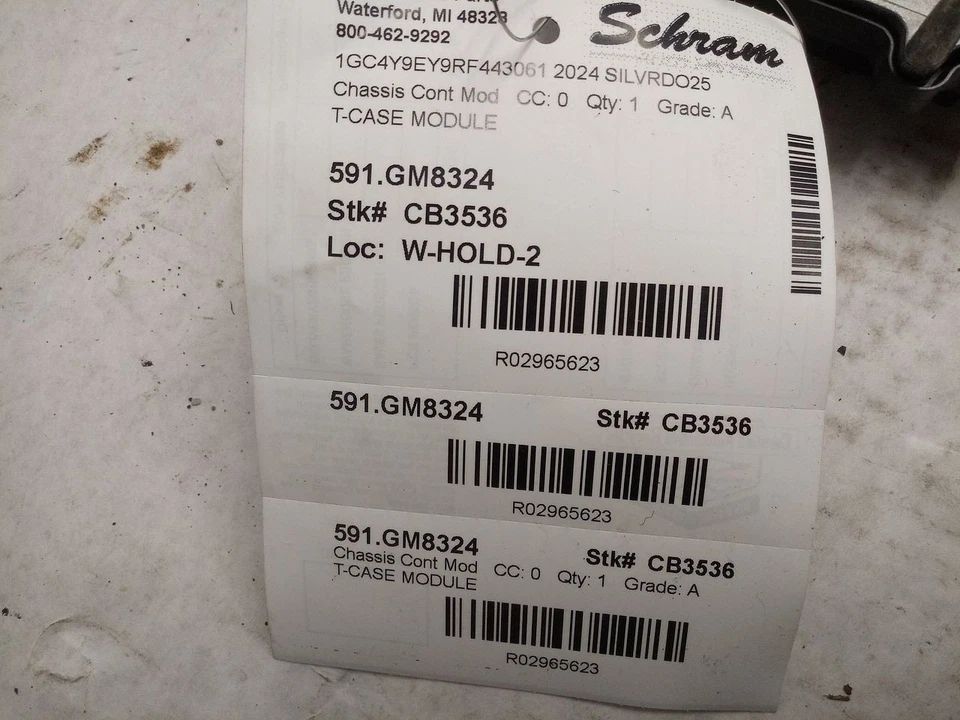 Waterford, MI 48323
800-462-9292
Schram
1GC4Y9EY9RF443061 2024 SILVRDO25
Chassis Cont Mod CC: 0 Qty: 1 Grade: A
T-CASE MODULE
591.GM8324
Stk# CB3536
Loc: W-HOLD-2
R02965623
591.GM8324 Stk# CB3536
R02965623
591.GM8324 Stk# CB3536
Chassis Cont Mod CC: 0 Qty: 1 Grade: A
T-CASE MODULE
R02965623